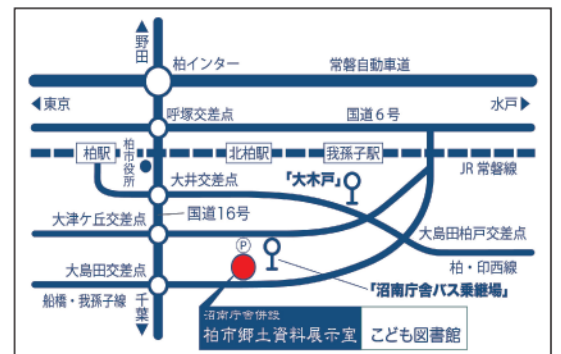 ▲野田
柏インター
常磐自動車道
◀東京
呼塚交差点
国道6号
水戸▶
柏駅
柏市役所
北柏駅
我孫子駅
JR 常磐線
大井交差点
「大木戸」
大津ケ丘交差点
国道16号
大島田柏戸交差点
P
大島田交差点
柏・印西線
船橋・我孫子線
千葉▼
「沼南庁舎バス乗継場」
沼南庁舎併設
柏市郷土資料展示室
こども図書館